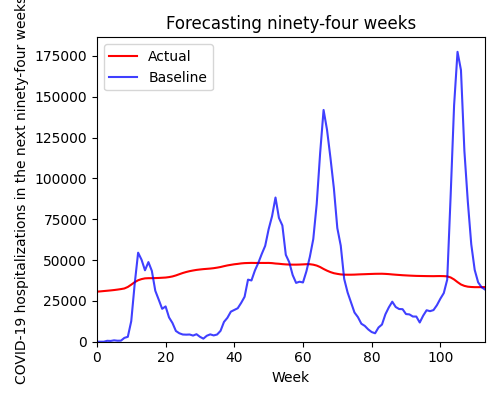 Forecasting ninety-four weeks
COVID-19 hospitalizations in the next ninety-four weeks
175000
150000
125000
100000
75000
50000
25000
0
Actual
Baseline
0 20 40 60 80 100
Week